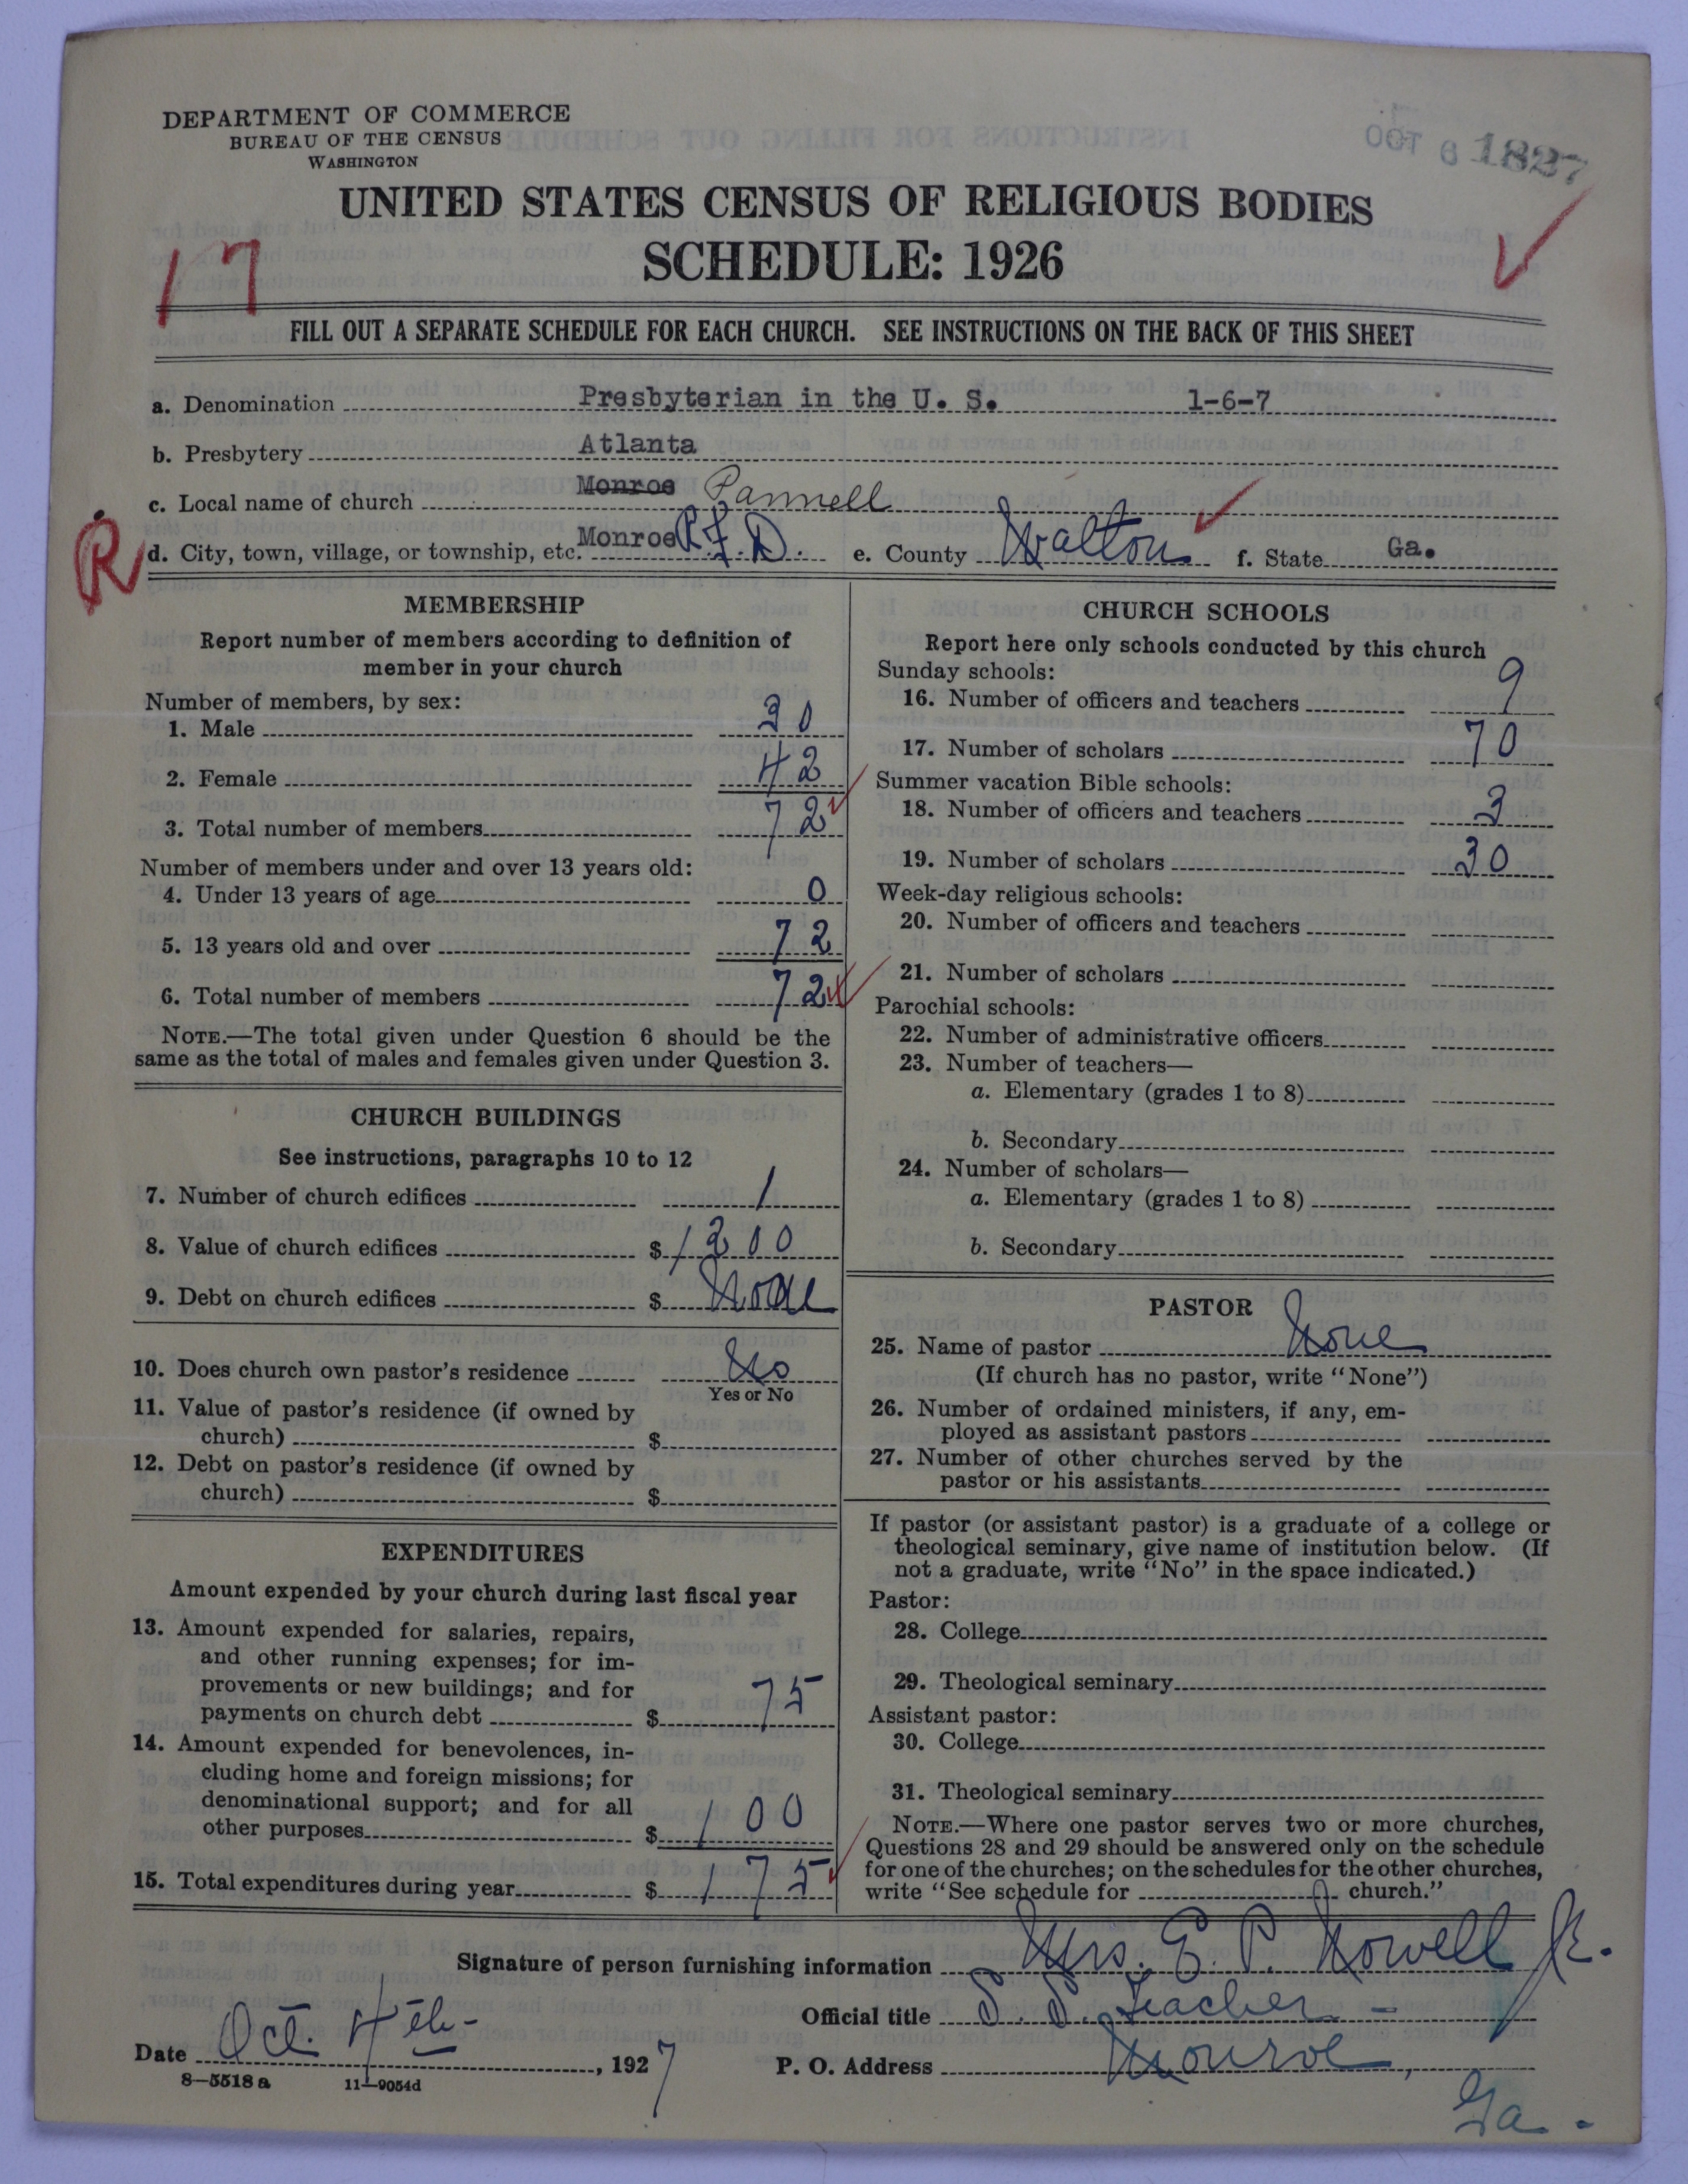 DEPARTMENT OF COMMERCE
BUREAU OF THE CENSUS
WASHINGTON
OCT 6 1927
UNITED STATES CENSUS OF RELIGIOUS BODIES
SCHEDULE: 1926
17
FILL OUT A SEPARATE SCHEDULE FOR EACH CHURCH. SEE INSTRUCTIONS ON THE BACK OF THIS SHEET
a. Denomination Presbyterian in the U. S. 1-6-7
b. Presbytery Atlanta
c. Local name of church Monroe Pannell
R
d. City, town, village, or township, etc. Monroe R.F.D. e. County Walton f. State Ga.
MEMBERSHIP
Report number of members according to definition of
member in your church
Number of members, by sex:
1. Male 30
2. Female 42
3. Total number of members 72
Number of members under and over 13 years old:
4. Under 13 years of age 0
5. 13 years old and over 72
6. Total number of members 72
NOTE.—The total given under Question 6 should be the
same as the total of males and females given under Question 3.
CHURCH BUILDINGS
See instructions, paragraphs 10 to 12
7. Number of church edifices 1
8. Value of church edifices $ 1200
9. Debt on church edifices $ None
10. Does church own pastor's residence No
Yes or No
11. Value of pastor's residence (if owned by
church) $
12. Debt on pastor's residence (if owned by
church) $
EXPENDITURES
Amount expended by your church during last fiscal year
13. Amount expended for salaries, repairs,
and other running expenses; for im-
provements or new buildings; and for
payments on church debt $ 75
14. Amount expended for benevolences, in-
cluding home and foreign missions; for
denominational support; and for all
other purposes $ 100
15. Total expenditures during year $ 175
CHURCH SCHOOLS
Report here only schools conducted by this church
Sunday schools:
16. Number of officers and teachers 9
17. Number of scholars 70
Summer vacation Bible schools:
18. Number of officers and teachers 3
19. Number of scholars 30
Week-day religious schools:
20. Number of officers and teachers
21. Number of scholars
Parochial schools:
22. Number of administrative officers
23. Number of teachers—
a. Elementary (grades 1 to 8)
b. Secondary
24. Number of scholars—
a. Elementary (grades 1 to 8)
b. Secondary
PASTOR
25. Name of pastor None
(If church has no pastor, write "None")
26. Number of ordained ministers, if any, em-
ployed as assistant pastors
27. Number of other churches served by the
pastor or his assistants
If pastor (or assistant pastor) is a graduate of a college or
theological seminary, give name of institution below. (If
not a graduate, write "No" in the space indicated.)
Pastor:
28. College
29. Theological seminary
Assistant pastor:
30. College
31. Theological seminary
NOTE.—Where one pastor serves two or more churches,
Questions 28 and 29 should be answered only on the schedule
for one of the churches; on the schedules for the other churches,
write "See schedule for church."
Signature of person furnishing information Mrs. E. P. Nowell Jr.
Official title S. S. Teacher -
Date Oct. 4th- , 1927
P. O. Address Monroe,
Ga.
8—5518a 11—9054d